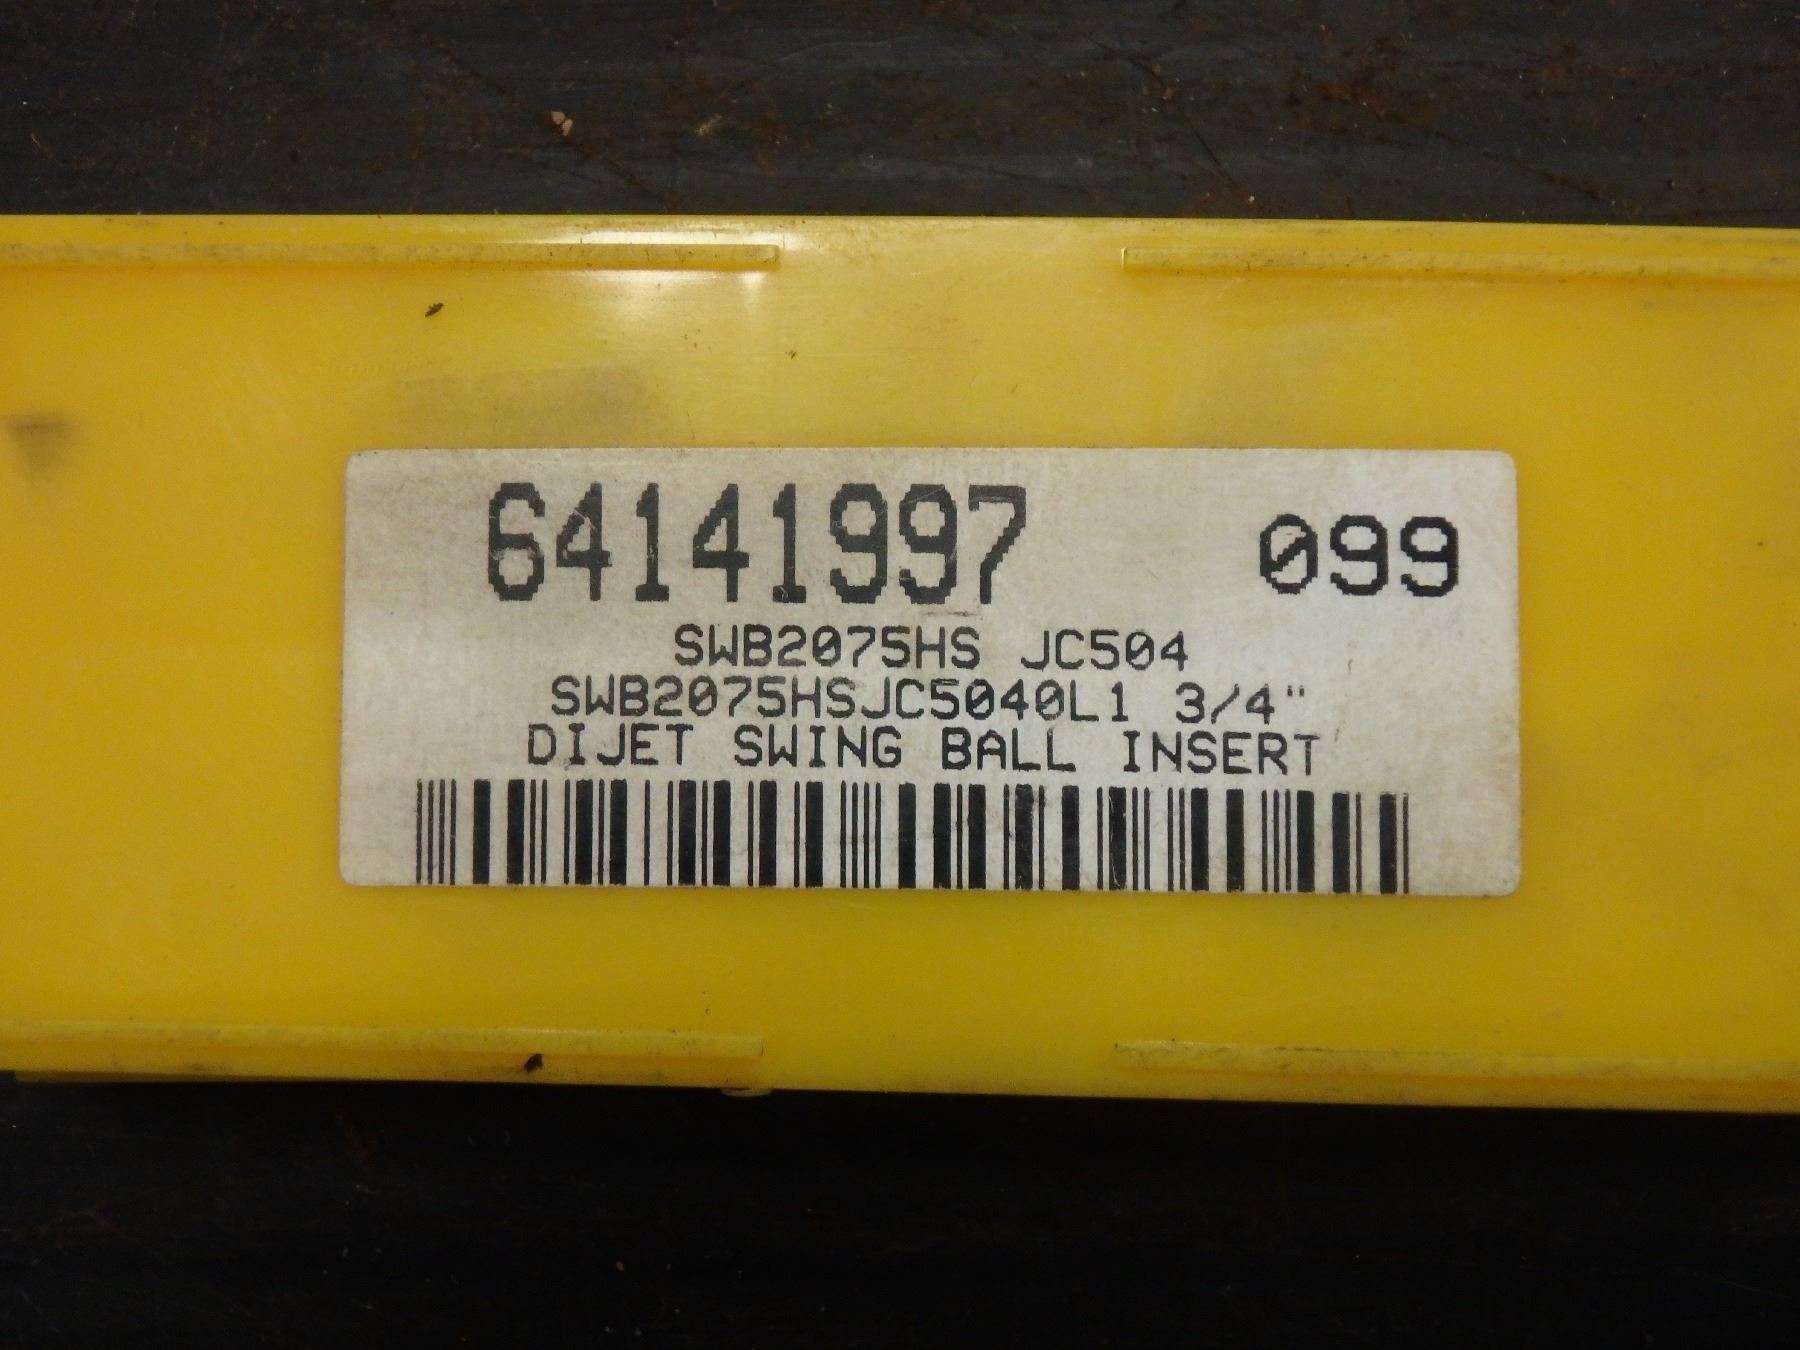 64141997 099
SWB2075HS JC504
SWB2075HSJC5040L1 3/4"
DIJET SWING BALL INSERT